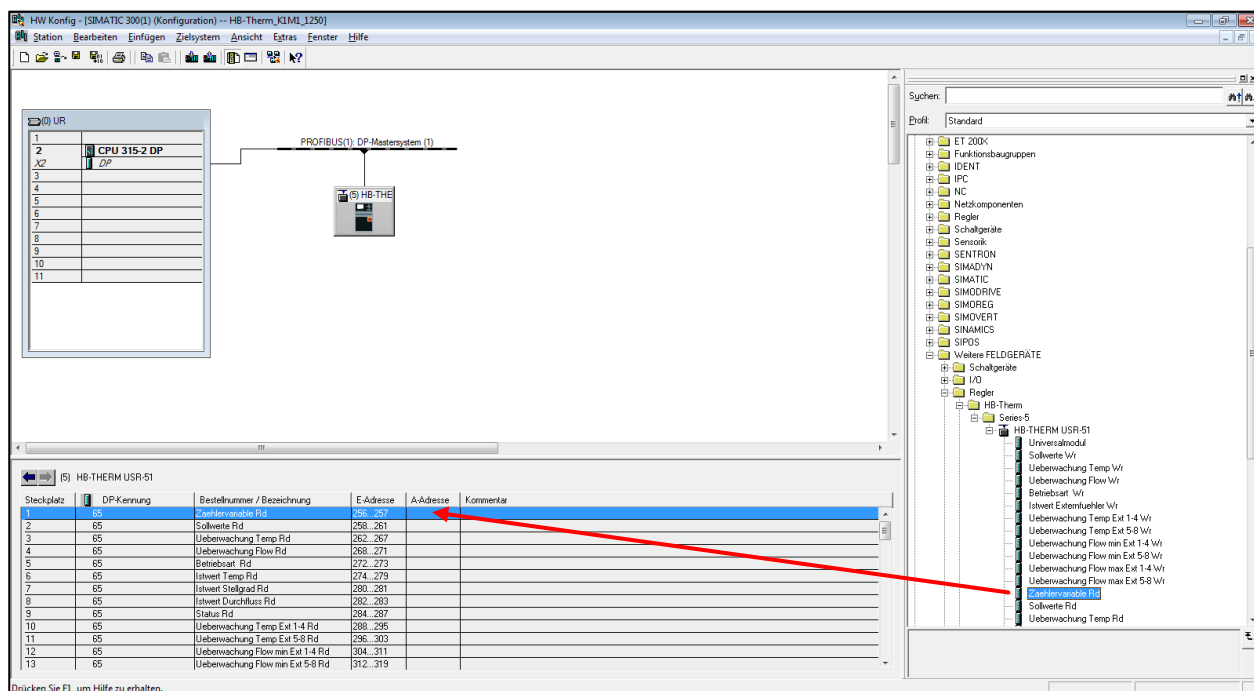 HW Konfig - [SIMATIC 300(1) (Konfiguration) -- HB-Therm_K1M1_1250]
Station Bearbeiten Einfügen Zielsystem Ansicht Extras Fenster Hilfe
(0) UR
1
2 CPU 315-2 DP
X2 DP
3
4
5
6
7
8
9
10
11
PROFIBUS(1): DP-Mastersystem (1)
(5) HB-THE
Suchen:
Profil: Standard
ET 200X
Funktionsbaugruppen
IDENT
IPC
NC
Netzkomponenten
Regler
Schaltgeräte
Sensorik
SENTRON
SIMADYN
SIMATIC
SIMODRIVE
SIMOREG
SIMOVERT
SINAMICS
SIPOS
Weitere FELDGERÄTE
Schaltgeräte
I/O
Regler
HB-Therm
Series-5
HB-THERM USR-51
Universalmodul
Sollwerte Wr
Ueberwachung Temp Wr
Ueberwachung Flow Wr
Betriebsart Wr
Istwert Externfuehler Wr
Ueberwachung Temp Ext 1-4 Wr
Ueberwachung Temp Ext 5-8 Wr
Ueberwachung Flow min Ext 1-4 Wr
Ueberwachung Flow min Ext 5-8 Wr
Ueberwachung Flow max Ext 1-4 Wr
Ueberwachung Flow max Ext 5-8 Wr
Zaehlervariable Rd
Sollwerte Rd
Ueberwachung Temp Rd
(5) HB-THERM USR-51
Steckplatz DP-Kennung Bestellnummer / Bezeichnung E-Adresse A-Adresse Kommentar
1 65 Zaehlervariable Rd 256...257
2 65 Sollwerte Rd 258...261
3 65 Ueberwachung Temp Rd 262...267
4 65 Ueberwachung Flow Rd 268...271
5 65 Betriebsart Rd 272...273
6 65 Istwert Temp Rd 274...279
7 65 Istwert Stellgrad Rd 280...281
8 65 Istwert Durchfluss Rd 282...283
9 65 Status Rd 284...287
10 65 Ueberwachung Temp Ext 1-4 Rd 288...295
11 65 Ueberwachung Temp Ext 5-8 Rd 296...303
12 65 Ueberwachung Flow min Ext 1-4 Rd 304...311
13 65 Ueberwachung Flow min Ext 5-8 Rd 312...319
Drücken Sie F1, um Hilfe zu erhalten.